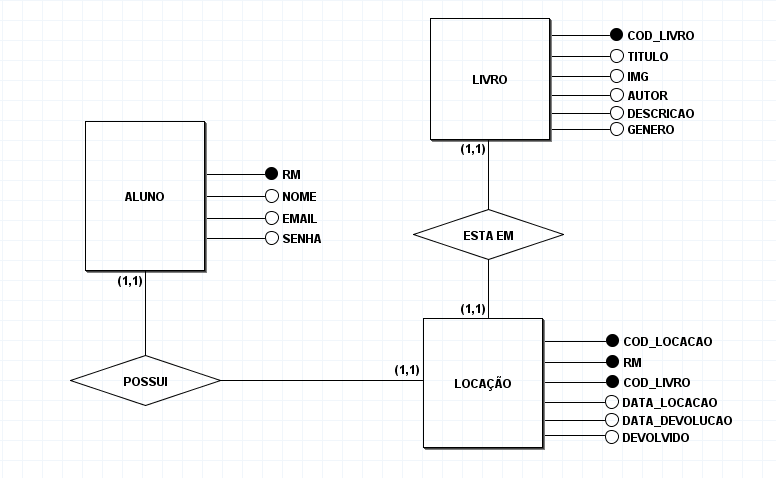 LIVRO
COD_LIVRO
TITULO
IMG
AUTOR
DESCRICAO
GENERO
(1,1)
ALUNO
RM
NOME
EMAIL
SENHA
(1,1)
ESTA EM
(1,1)
POSSUI
(1,1)
LOCAÇÃO
COD_LOCACAO
RM
COD_LIVRO
DATA_LOCACAO
DATA_DEVOLUCAO
DEVOLVIDO